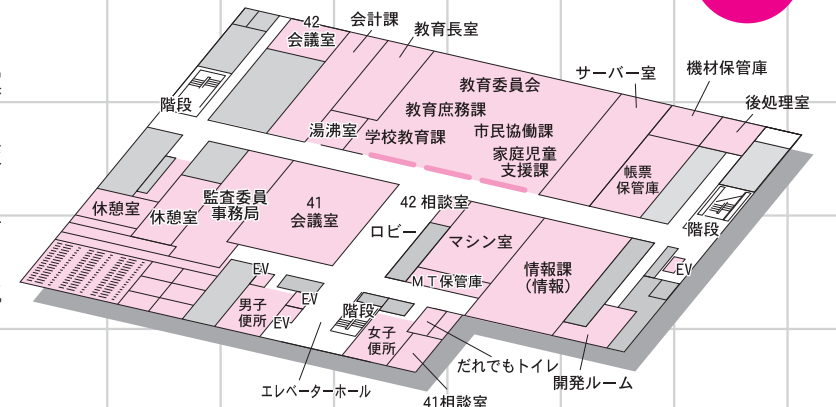 42
会議室
会計課
教育長室
教育委員会
サーバー室
機材保管庫
後処理室
階段
教育庶務課
湯沸室
学校教育課
市民協働課
家庭児童
支援課
帳票
保管庫
休憩室
休憩室
監査委員
事務局
41
会議室
42 相談室
ロビー
マシン室
階段
EV
MT保管庫
情報課
(情報)
EV
EV
男子
便所
EV
階段
女子
便所
だれでもトイレ
開発ルーム
エレベーターホール
41相談室